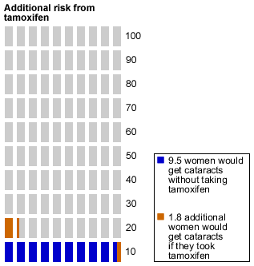 Additional risk from
tamoxifen
100
90
80
70
60
50
40
30
20
10
9.5 women would
get cataracts
without taking
tamoxifen
1.8 additional
women would
get cataracts
if they took
tamoxifen